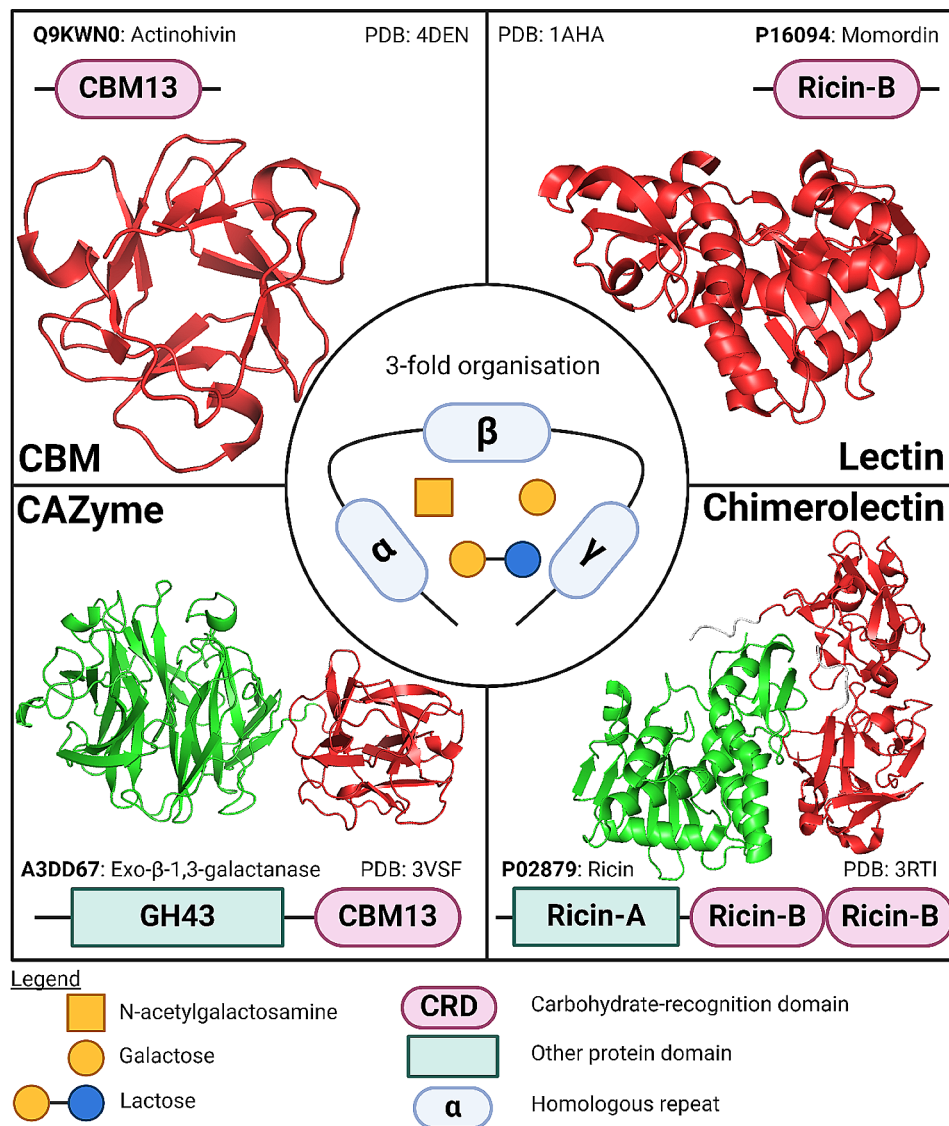 Q9KWN0: Actinohivin
PDB: 4DEN
CBM13
CBM
PDB: 1AHA
P16094: Momordin
Ricin-B
Lectin
3-fold organisation
β
α
γ
CAZyme
A3DD67: Exo-β-1,3-galactanase
PDB: 3VSF
GH43
CBM13
Chimerolectin
P02879: Ricin
PDB: 3RTI
Ricin-A
Ricin-B
Ricin-B
Legend
N-acetylgalactosamine
Galactose
Lactose
CRD
Carbohydrate-recognition domain
Other protein domain
α
Homologous repeat